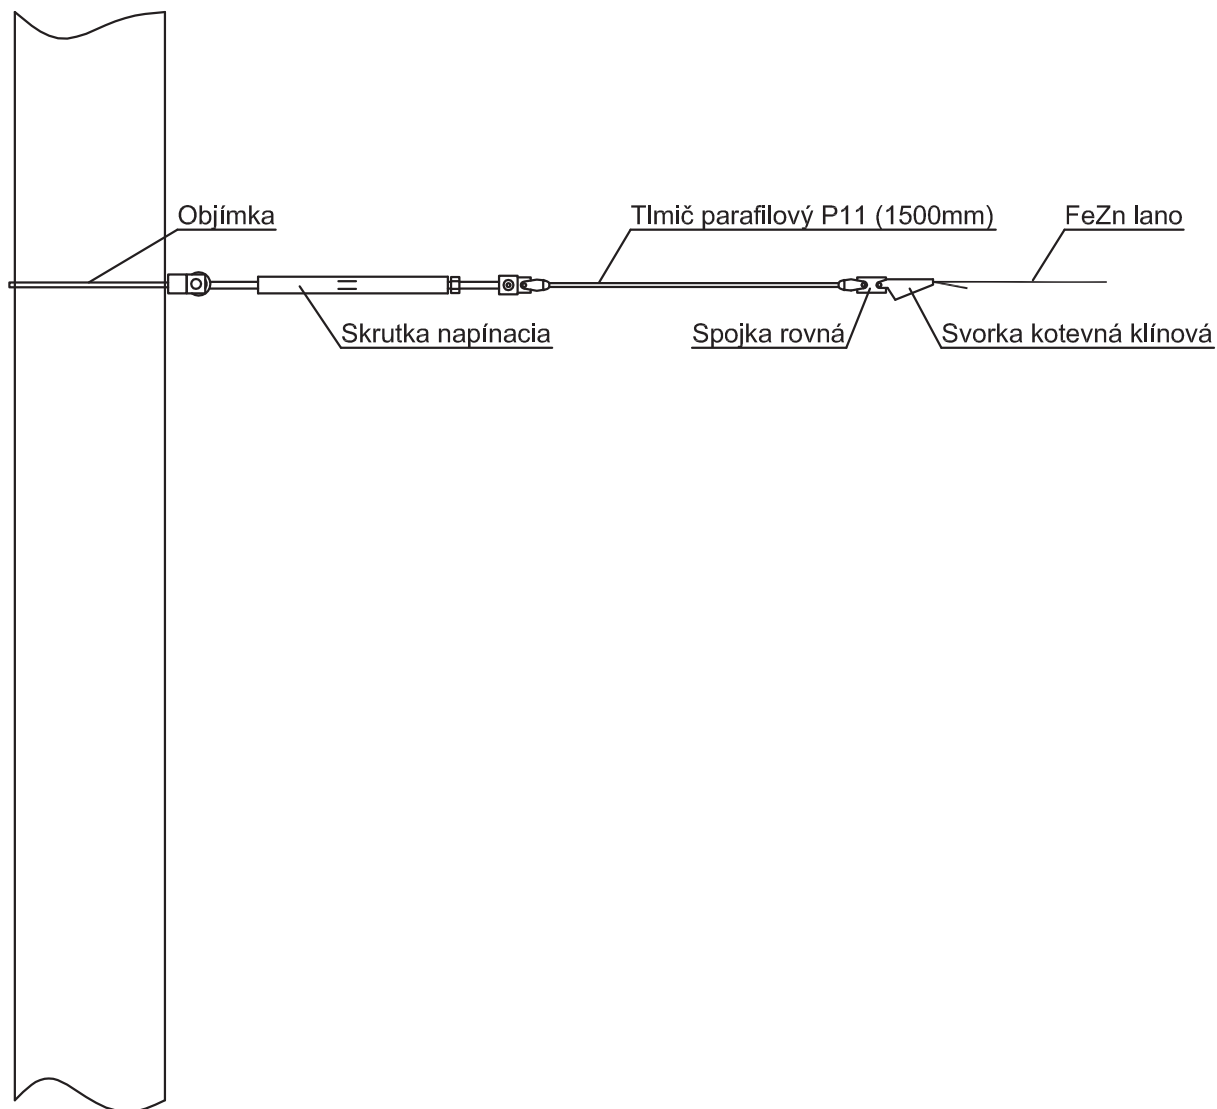 Objímka
Tlmič parafilový P11 (1500mm)
FeZn lano
Skrutka napínacia
Spojka rovná
Svorka kotevná klínová